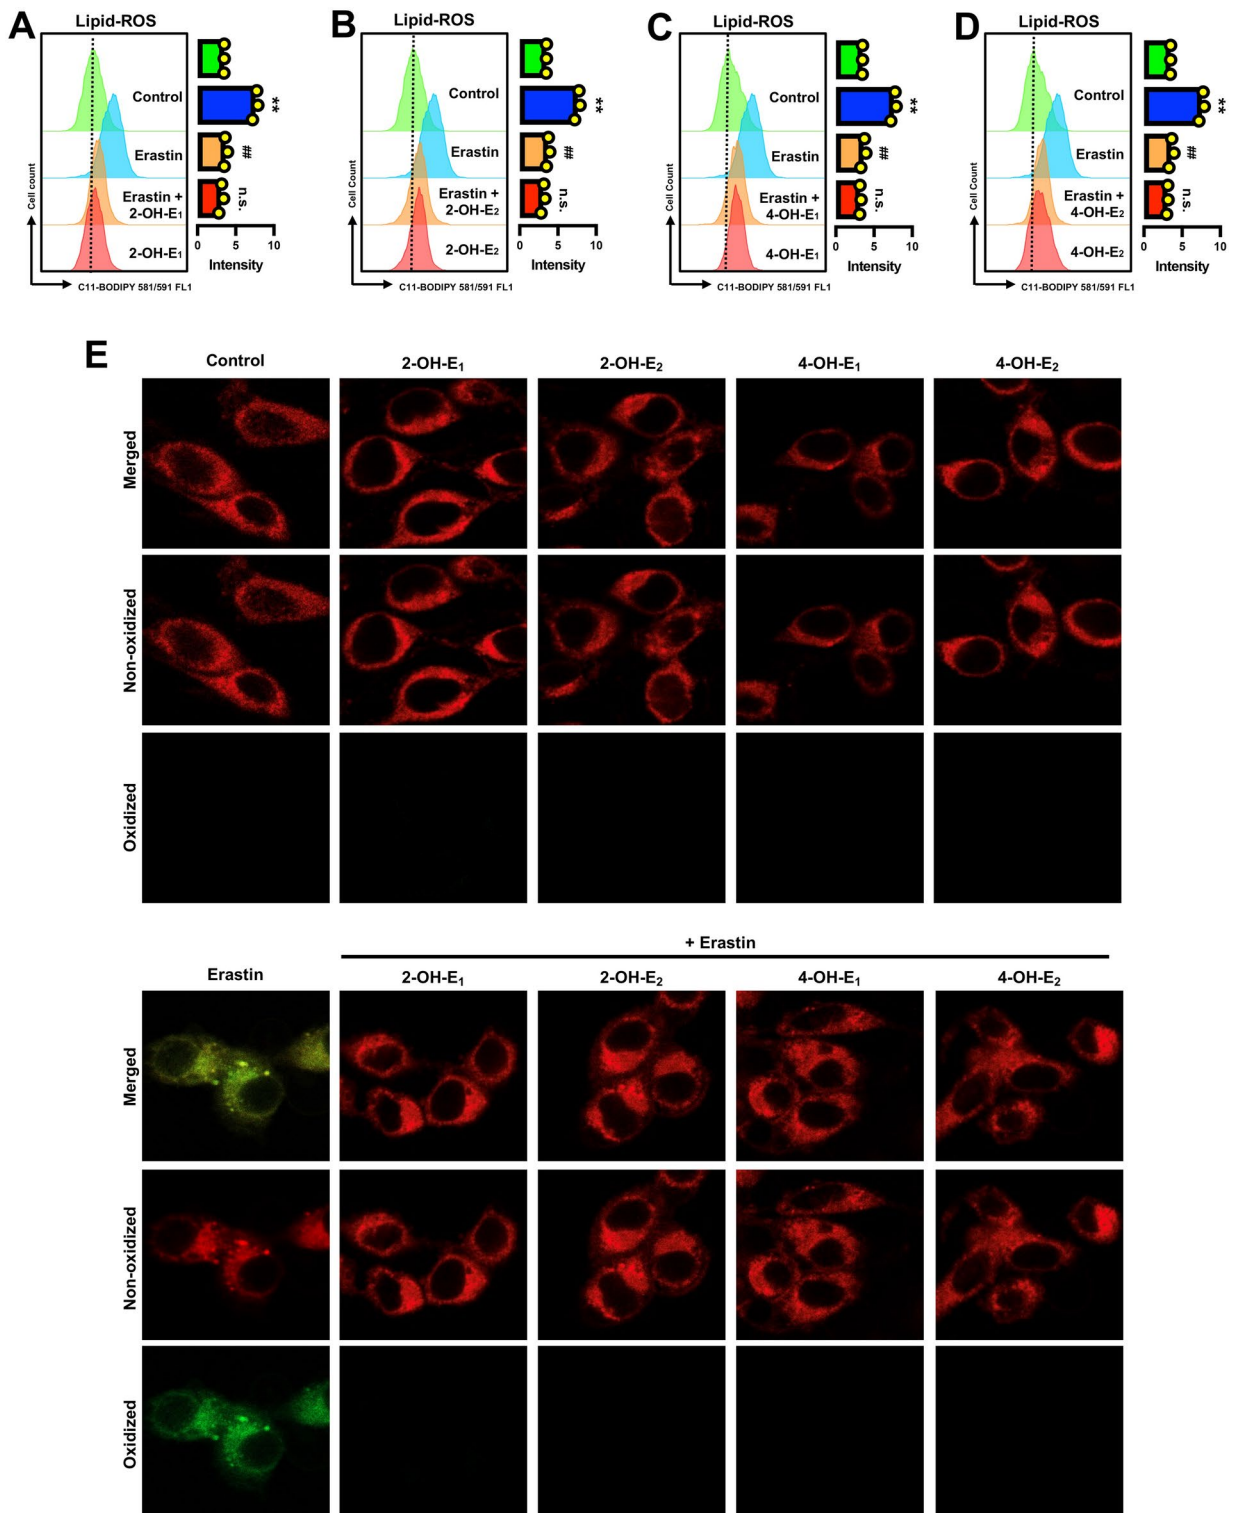 A
Lipid-ROS
Control
Erastin
Erastin +
2-OH-E₁
2-OH-E₁
Cell Count
C11-BODIPY 581/591 FL1
**
##
n.s.
0 5 10
Intensity
B
Lipid-ROS
Control
Erastin
Erastin +
2-OH-E₂
2-OH-E₂
Cell Count
C11-BODIPY 581/591 FL1
**
##
n.s.
0 5 10
Intensity
C
Lipid-ROS
Control
Erastin
Erastin +
4-OH-E₁
4-OH-E₁
Cell Count
C11-BODIPY 581/591 FL1
**
##
n.s.
0 5 10
Intensity
D
Lipid-ROS
Control
Erastin
Erastin +
4-OH-E₂
4-OH-E₂
Cell Count
C11-BODIPY 581/591 FL1
**
##
n.s.
0 5 10
Intensity
E
Control 2-OH-E₁ 2-OH-E₂ 4-OH-E₁ 4-OH-E₂
Merged
Non-oxidized
Oxidized
+ Erastin
Erastin 2-OH-E₁ 2-OH-E₂ 4-OH-E₁ 4-OH-E₂
Merged
Non-oxidized
Oxidized